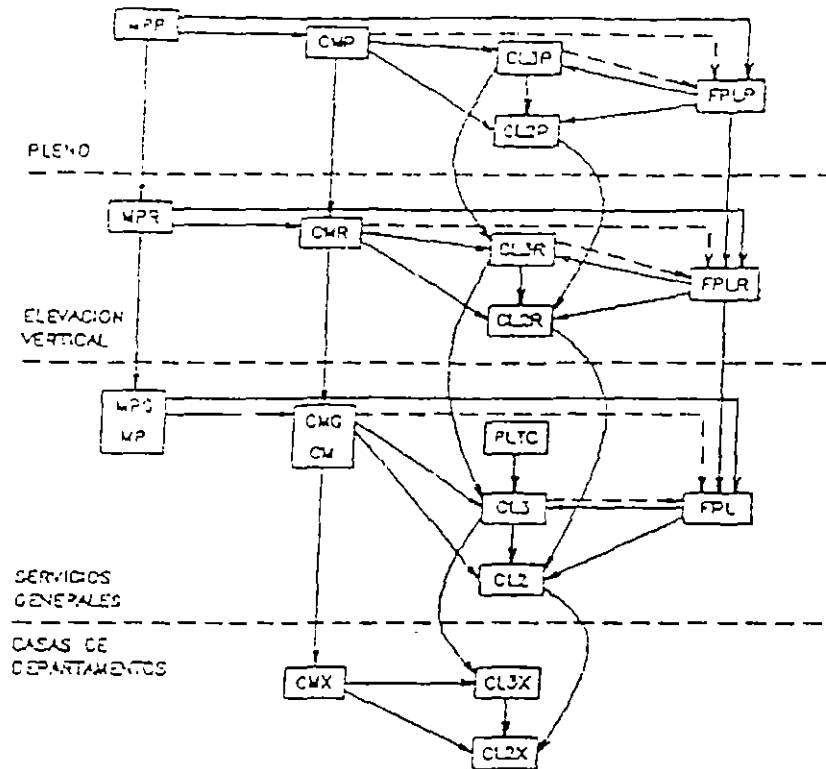 MPP
CMP
CL3P
FPLP
CL2P
PLENO
MPR
CMR
CL3R
FPLR
CL2R
ELEVACION
VERTICAL
MPG
MP
CMG
CM
PLTC
CL3
FPL
CL2
SERVICIOS
GENERALES
CASAS DE
DEPARTAMENTOS
CMX
CL3X
CL2X